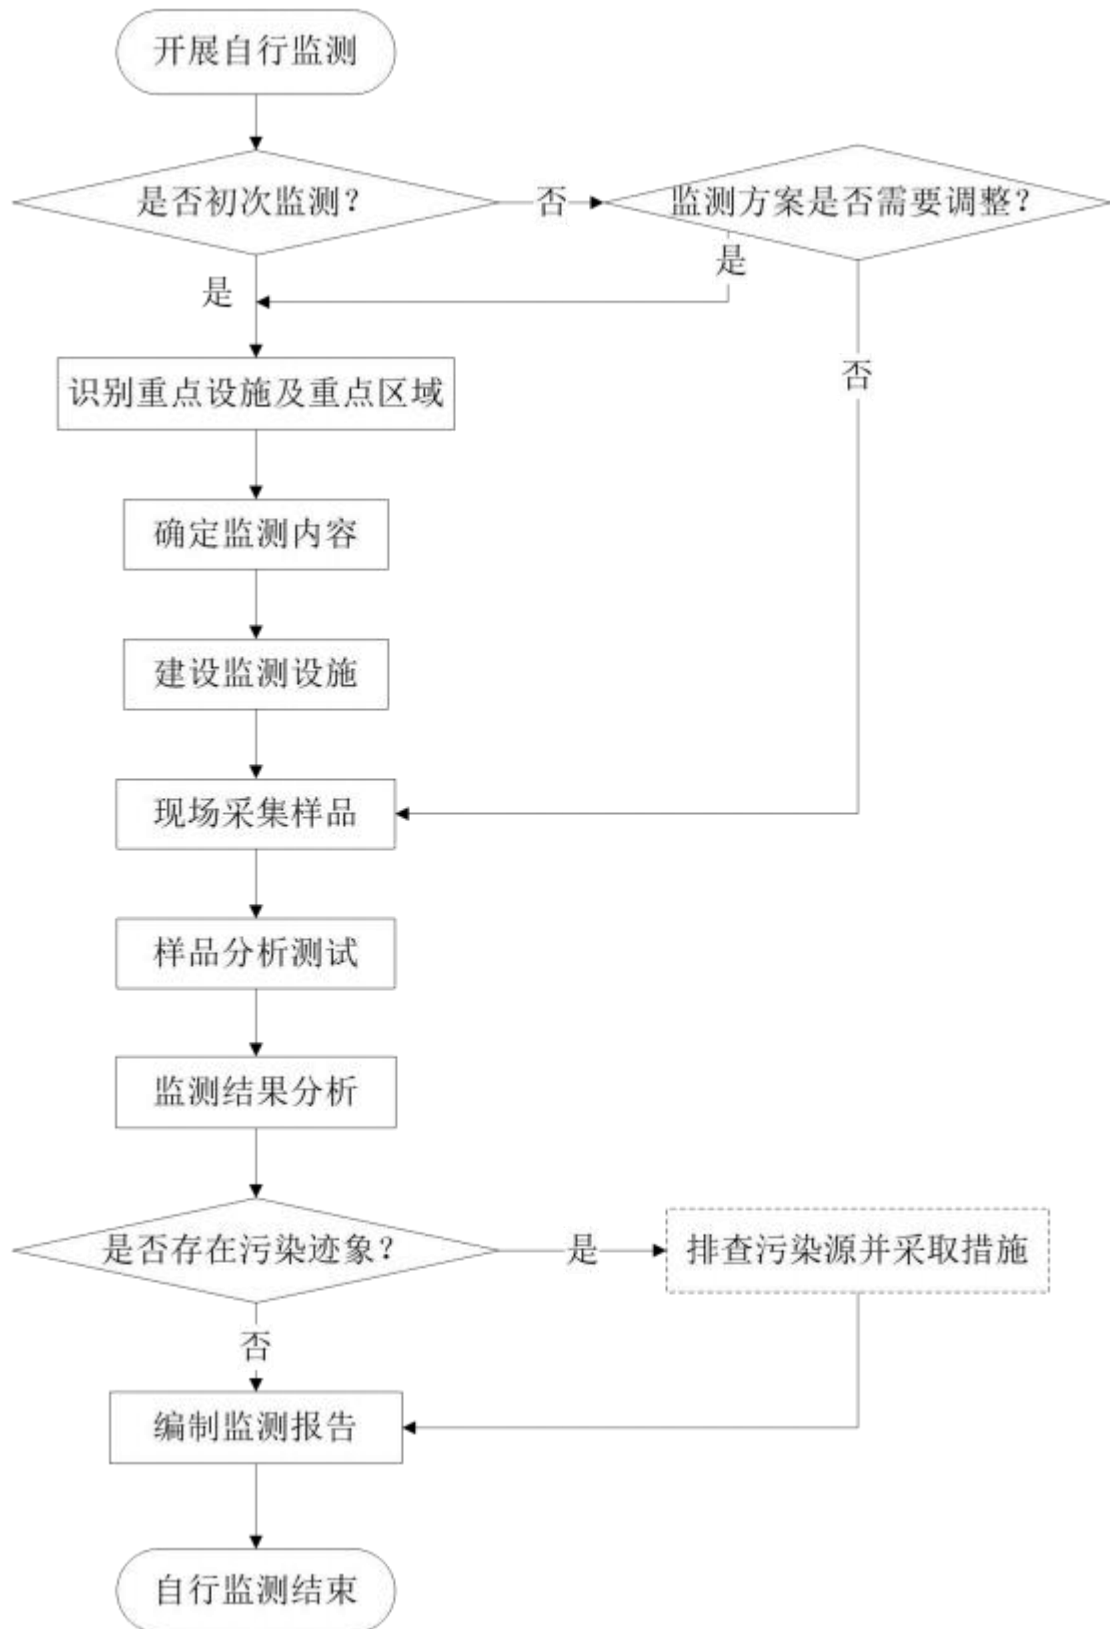 开展自行监测
是否初次监测？
否
监测方案是否需要调整？
是
是
识别重点设施及重点区域
否
确定监测内容
建设监测设施
现场采集样品
样品分析测试
监测结果分析
是否存在污染迹象？
是
排查污染源并采取措施
否
编制监测报告
自行监测结束